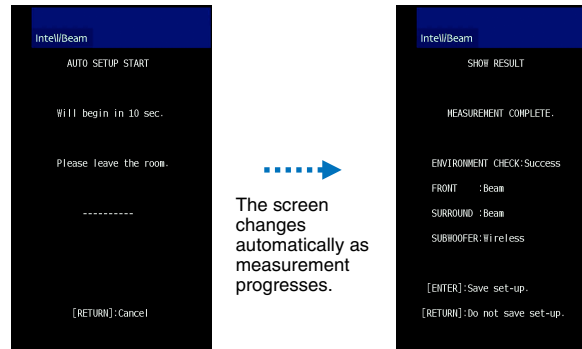 IntelliBeam
AUTO SETUP START
Will begin in 10 sec.
Please leave the room.
----------
[RETURN]:Cancel
The screen
changes
automatically as
measurement
progresses.
IntelliBeam
SHOW RESULT
MEASUREMENT COMPLETE.
ENVIRONMENT CHECK:Success
FRONT :Beam
SURROUND :Beam
SUBWOOFER:Wireless
[ENTER]:Save set-up.
[RETURN]:Do not save set-up.